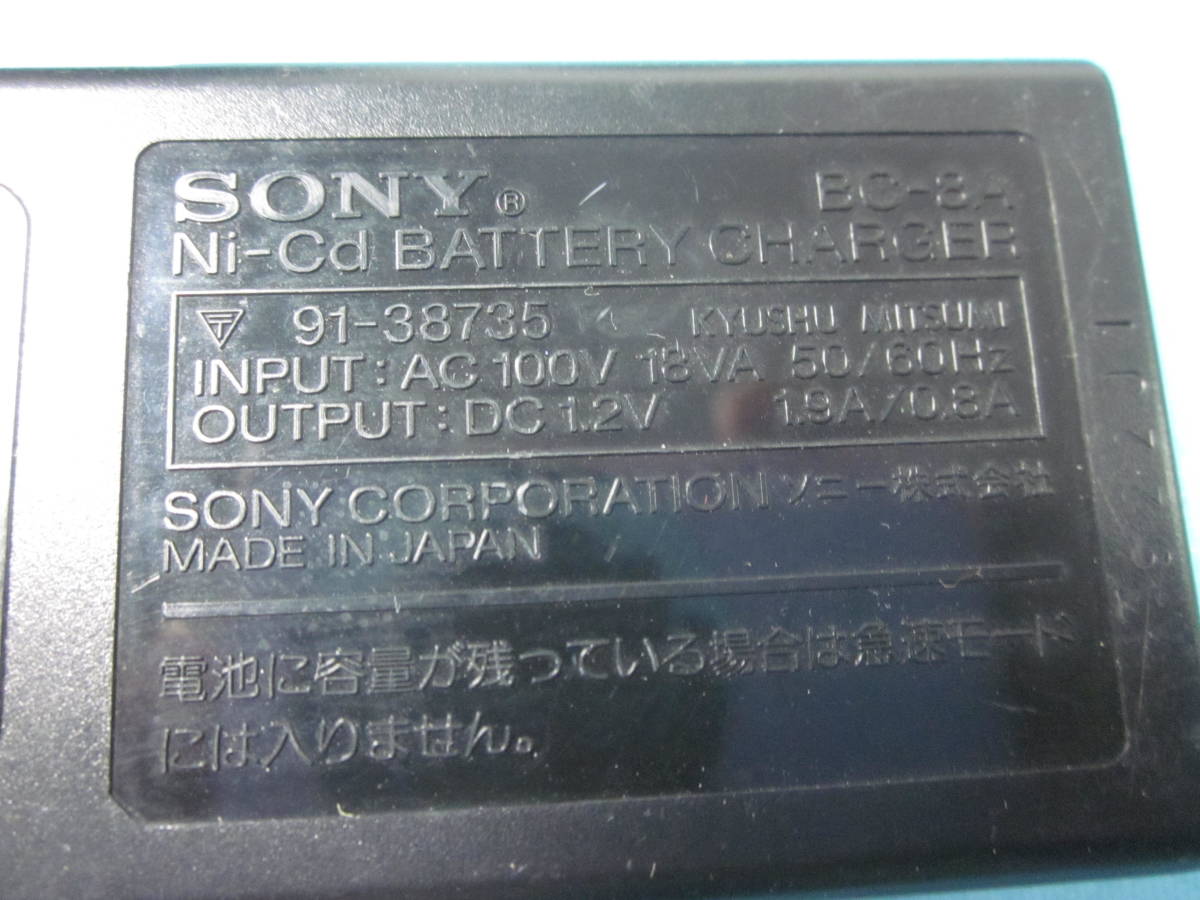 SONY® BC-8A
Ni-Cd BATTERY CHARGER
91-38735 KYUSHU MITSUMI
INPUT : AC 100V 18VA 50/60Hz
OUTPUT : DC 1.2V 1.9A/0.8A
SONY CORPORATION ソニー株式会社
MADE IN JAPAN
電池に容量が残っている場合は急速モード
には入りません。